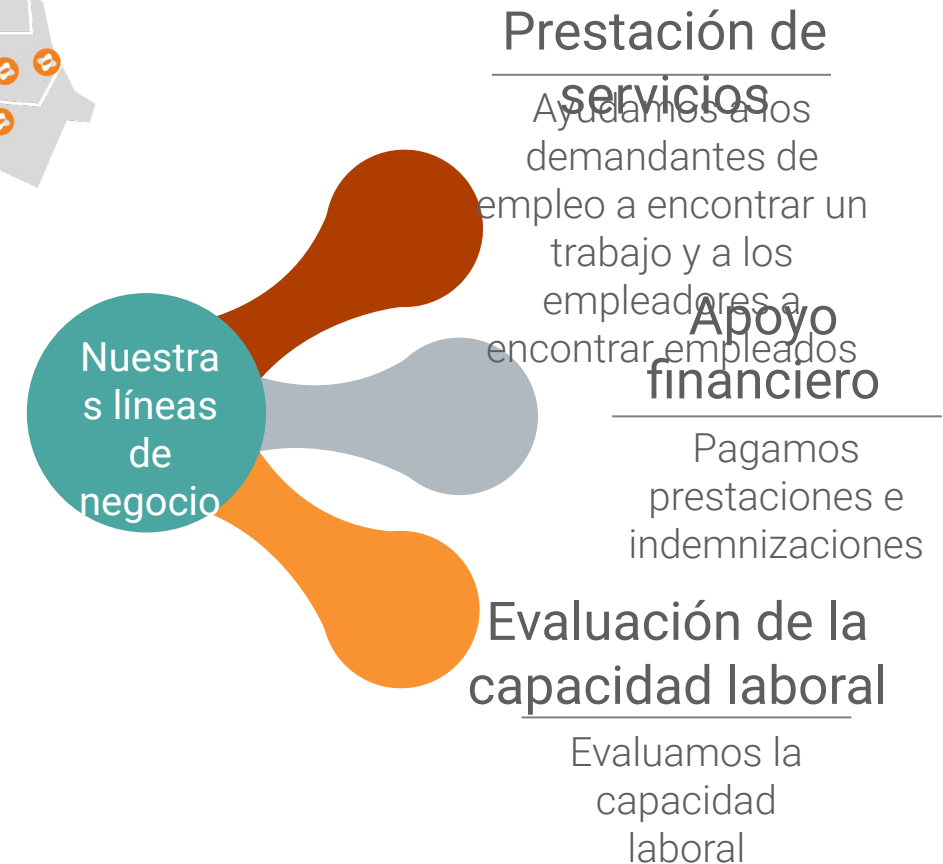 Prestación de
servicios
Ayudamos a los
demandantes de
empleo a encontrar un
trabajo y a los
empleadores a
encontrar empleados
Nuestra
s líneas
de
negocio
Apoyo
financiero
Pagamos
prestaciones e
indemnizaciones
Evaluación de la
capacidad laboral
Evaluamos la
capacidad
laboral